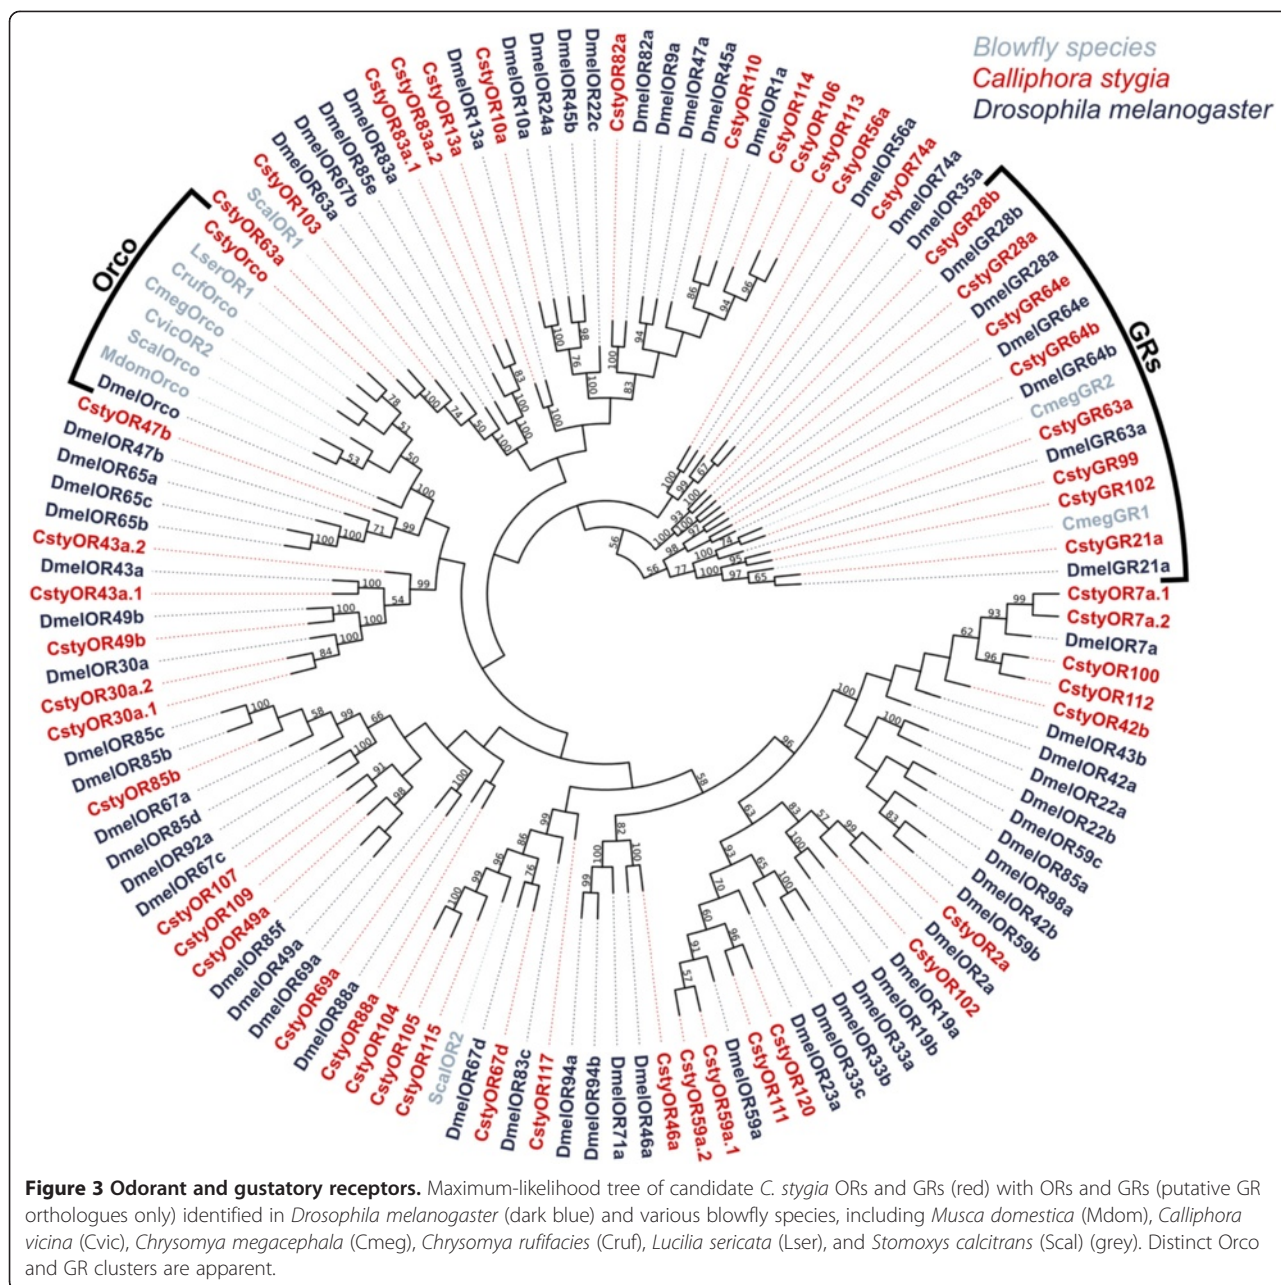 Blowfly species
Calliphora stygia
Drosophila melanogaster
Orco
GRs
CstyOR63a
CstyOR103
ScalOR1
DmelOR63a
DmelOR67b
DmelOR85e
DmelOR83a
CstyOR83a.1
CstyOR83a.2
CstyOR13a
DmelOR13a
CstyOR10a
DmelOR10a
DmelOR24a
DmelOR45b
DmelOR22c
CstyOR82a
DmelOR82a
DmelOR9a
DmelOR47a
DmelOR45a
CstyOR110
DmelOR1a
CstyOR114
CstyOR106
CstyOR113
CstyOR56a
DmelOR56a
CstyOR74a
DmelOR74a
DmelOR35a
CstyGR28b
DmelGR28b
CstyGR28a
DmelGR28a
CstyGR64e
DmelGR64e
CstyGR64b
DmelGR64b
CmegGR2
CstyGR63a
DmelGR63a
CstyGR99
CstyGR102
CmegGR1
CstyGR21a
DmelGR21a
CstyOR7a.1
CstyOR7a.2
DmelOR7a
CstyOR100
CstyOR112
CstyOR42b
DmelOR43b
DmelOR42a
DmelOR22a
DmelOR22b
DmelOR59c
DmelOR85a
DmelOR98a
DmelOR42b
DmelOR59b
CstyOR2a
DmelOR2a
CstyOR102
DmelOR19a
DmelOR19b
DmelOR33a
DmelOR33b
DmelOR33c
DmelOR23a
CstyOR120
CstyOR111
DmelOR59a
CstyOR59a.1
CstyOR59a.2
CstyOR46a
DmelOR46a
DmelOR71a
DmelOR94b
DmelOR94a
CstyOR117
DmelOR83c
CstyOR67d
DmelOR67d
ScalOR2
CstyOR115
CstyOR105
CstyOR104
CstyOR88a
DmelOR88a
CstyOR69a
DmelOR69a
DmelOR49a
DmelOR85f
CstyOR49a
CstyOR109
CstyOR107
DmelOR67c
DmelOR92a
DmelOR85d
DmelOR67a
CstyOR85b
DmelOR85b
DmelOR85c
CstyOR30a.1
CstyOR30a.2
DmelOR30a
CstyOR49b
DmelOR49b
CstyOR43a.1
DmelOR43a
CstyOR43a.2
DmelOR65b
DmelOR65c
DmelOR65a
DmelOR47b
CstyOR47b
DmelOrco
MdomOrco
ScalOrco
CvicOR2
CmegOrco
CrufOrco
LserOR1
CstyOrco
Figure 3 Odorant and gustatory receptors. Maximum-likelihood tree of candidate C. stygia ORs and GRs (red) with ORs and GRs (putative GR
orthologues only) identified in Drosophila melanogaster (dark blue) and various blowfly species, including Musca domestica (Mdom), Calliphora
vicina (Cvic), Chrysomya megacephala (Cmeg), Chrysomya rufifacies (Cruf), Lucilia sericata (Lser), and Stomoxys calcitrans (Scal) (grey). Distinct Orco
and GR clusters are apparent.